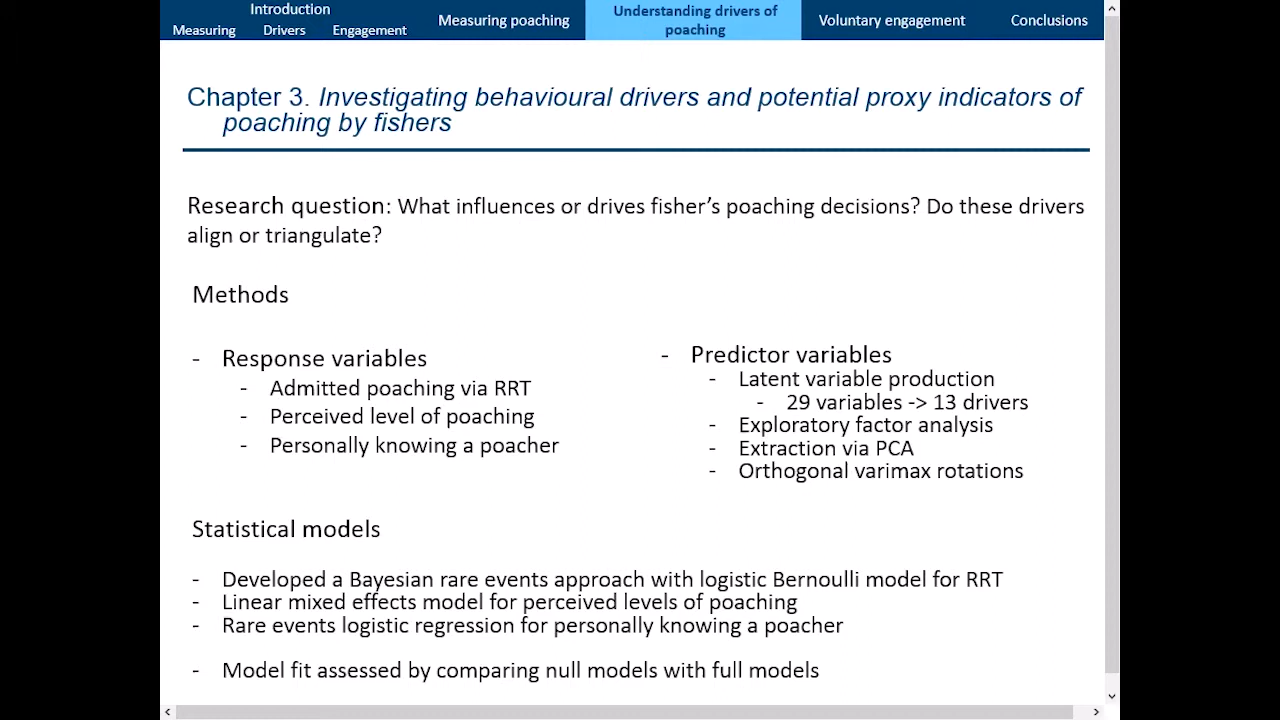 Introduction
Measuring Drivers Engagement
Measuring poaching
Understanding drivers of
poaching
Voluntary engagement
Conclusions
Chapter 3. Investigating behavioural drivers and potential proxy indicators of
poaching by fishers
Research question: What influences or drives fisher's poaching decisions? Do these drivers
align or triangulate?
Methods
- Response variables
- Admitted poaching via RRT
- Perceived level of poaching
- Personally knowing a poacher
- Predictor variables
- Latent variable production
- 29 variables -> 13 drivers
- Exploratory factor analysis
- Extraction via PCA
- Orthogonal varimax rotations
Statistical models
- Developed a Bayesian rare events approach with logistic Bernoulli model for RRT
- Linear mixed effects model for perceived levels of poaching
- Rare events logistic regression for personally knowing a poacher
- Model fit assessed by comparing null models with full models